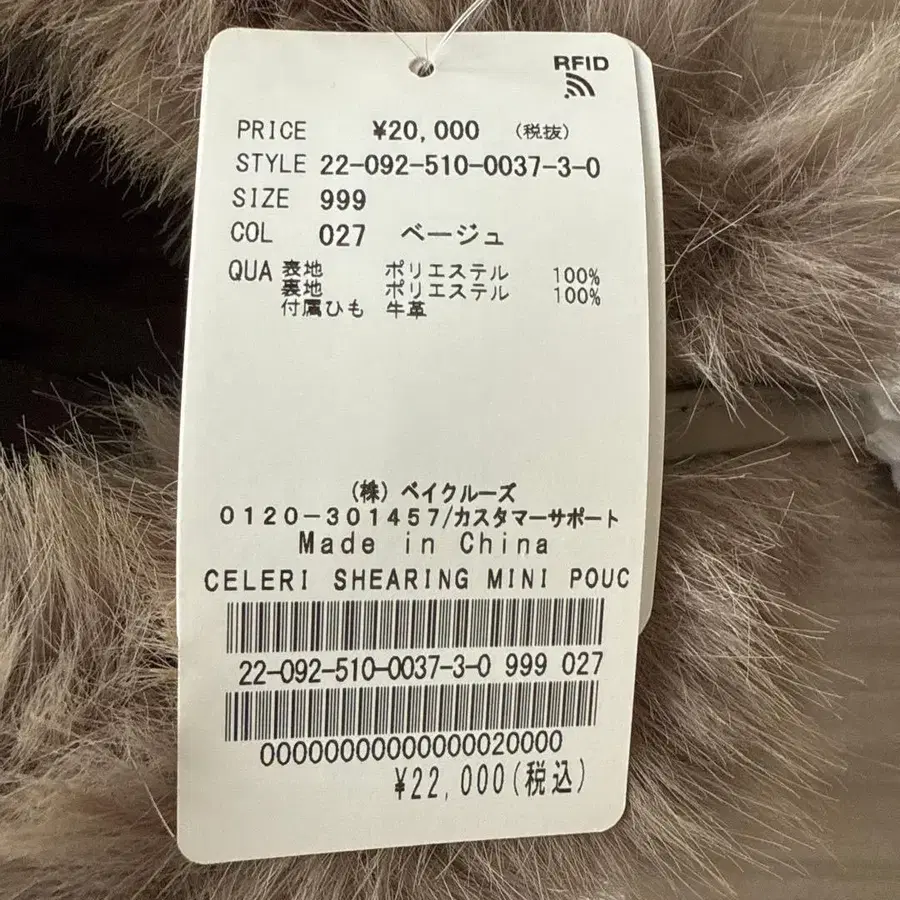 RFID
PRICE ¥20,000 (税抜)
STYLE 22-092-510-0037-3-0
SIZE 999
COL 027 ベージュ
QUA 表地 ポリエステル 100%
裏地 ポリエステル 100%
付属ひも 牛革
(株) ベイクルーズ
0120-301457/カスタマーサポート
Made in China
CELERI SHEARING MINI POUC
22-092-510-0037-3-0 999 027
00000000000000020000
¥22,000(税込)